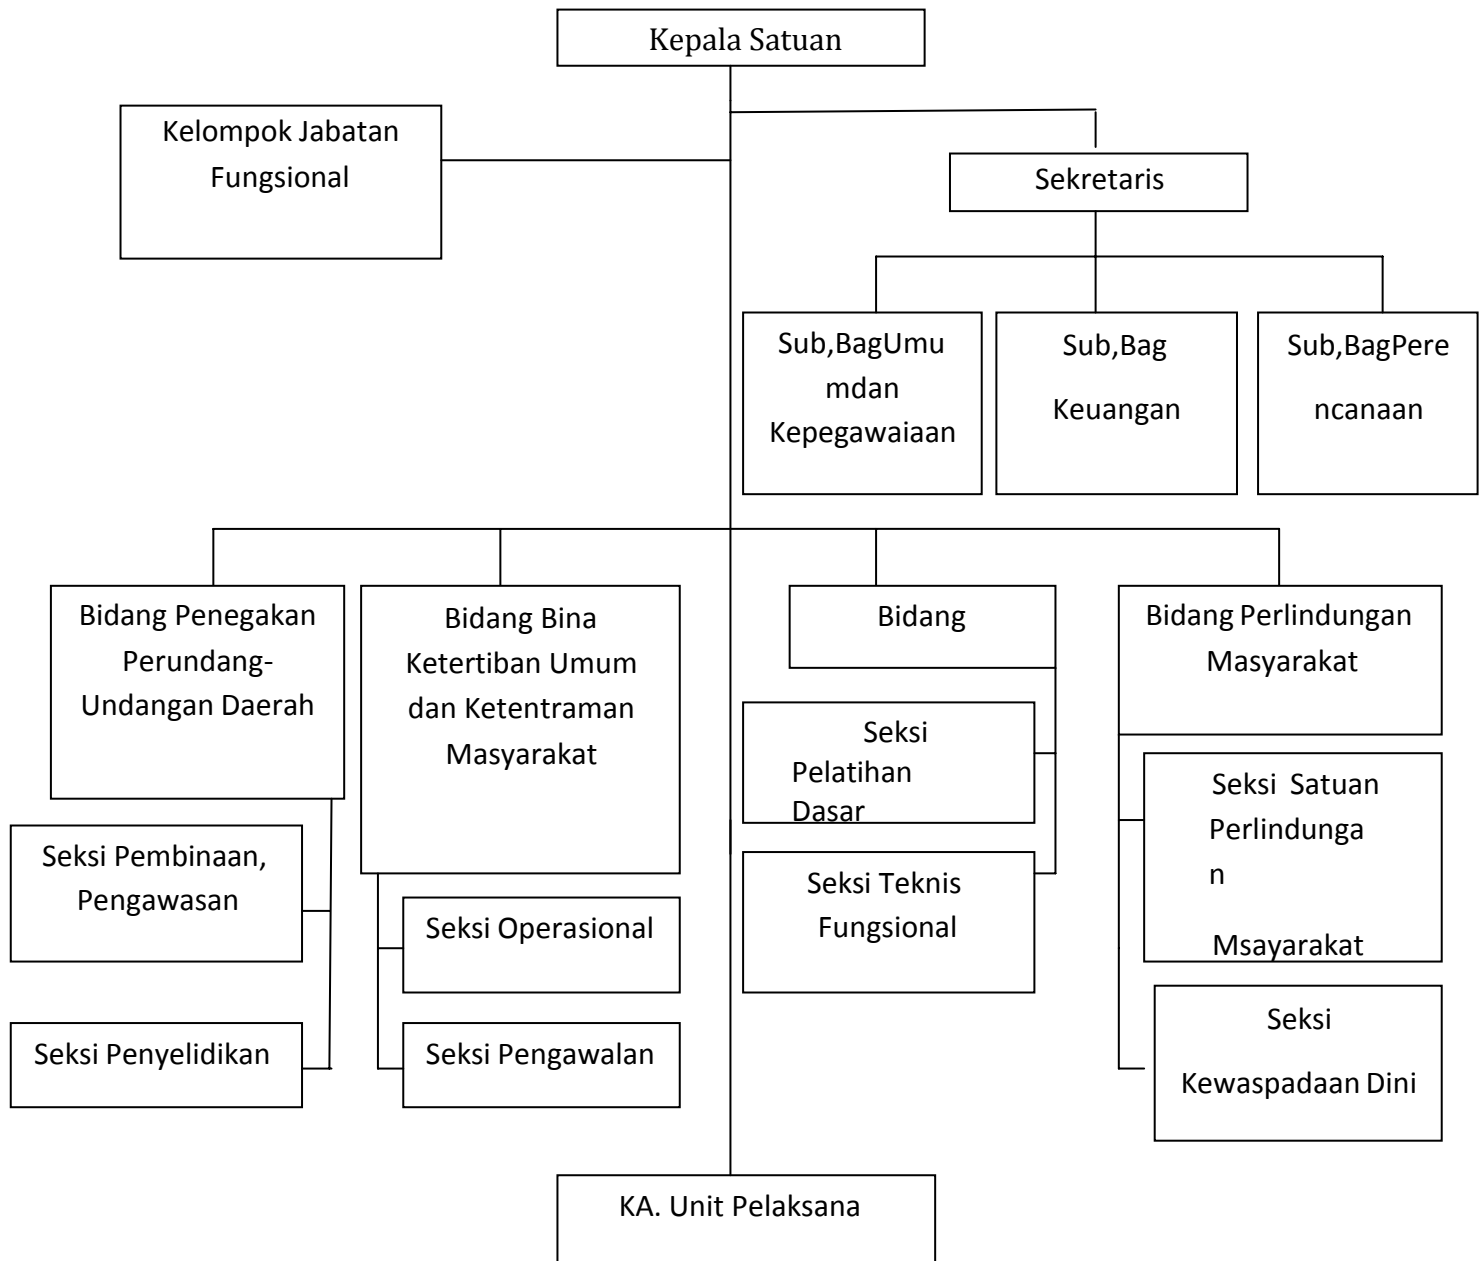 Kepala Satuan
Kelompok Jabatan
Fungsional
Sekretaris
Sub,BagUmu
mdan
Kepegawaiaan
Sub,Bag
Keuangan
Sub,BagPere
ncanaan
Bidang Penegakan
Perundang-
Undangan Daerah
Bidang Bina
Ketertiban Umum
dan Ketentraman
Masyarakat
Bidang
Bidang Perlindungan
Masyarakat
Seksi Pembinaan,
Pengawasan
Seksi Penyelidikan
Seksi Operasional
Seksi Pengawalan
Seksi
Pelatihan
Dasar
Seksi Teknis
Fungsional
Seksi Satuan
Perlindunga
n
Msayarakat
Seksi
Kewaspadaan Dini
KA. Unit Pelaksana